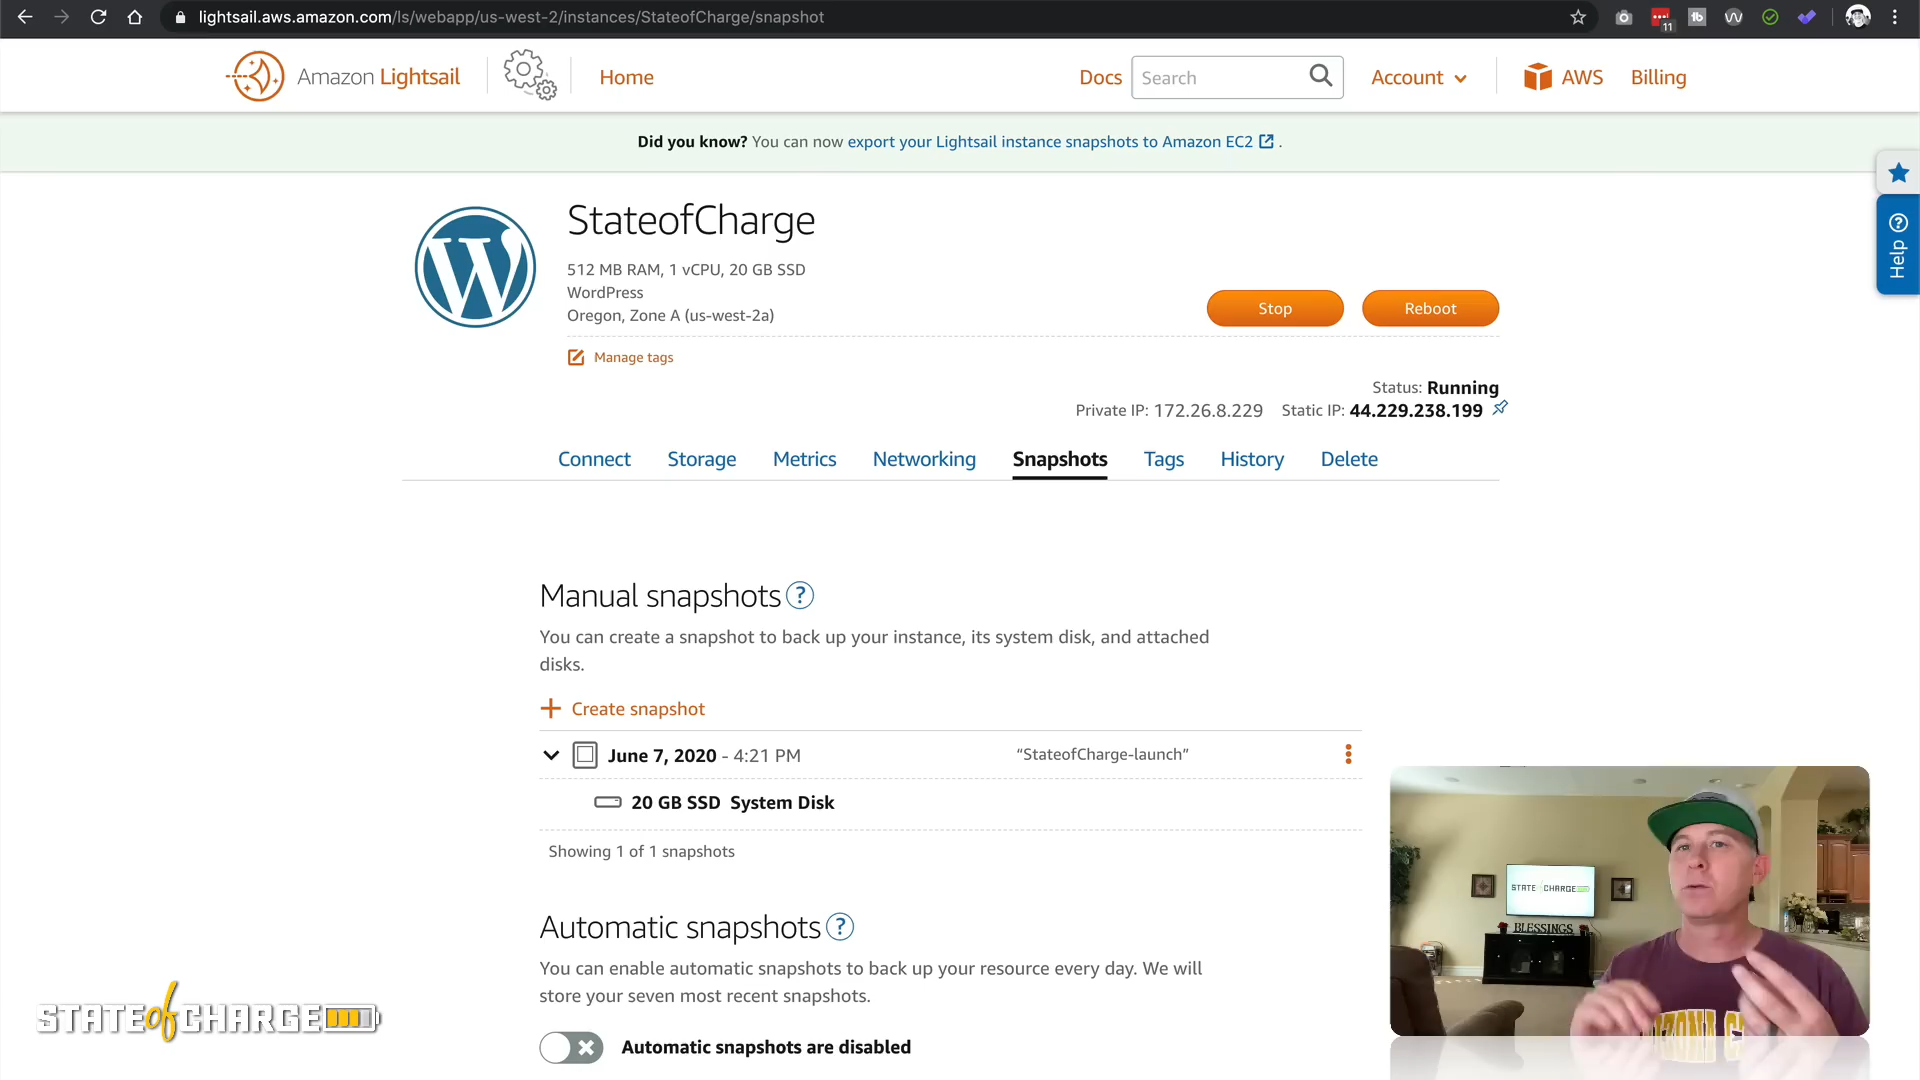 lightsail.aws.amazon.com/ls/webapp/us-west-2/instances/StateofCharge/snapshot
11
Amazon Lightsail
Home
Docs
Search
Account
AWS
Billing
Did you know? You can now export your Lightsail instance snapshots to Amazon EC2 .
Help
StateofCharge
512 MB RAM, 1 vCPU, 20 GB SSD
WordPress
Oregon, Zone A (us-west-2a)
Stop
Reboot
Manage tags
Status: Running
Private IP: 172.26.8.229 Static IP: 44.229.238.199
Connect Storage Metrics Networking Snapshots Tags History Delete
Manual snapshots ?
You can create a snapshot to back up your instance, its system disk, and attached
disks.
+ Create snapshot
June 7, 2020 - 4:21 PM “StateofCharge-launch”
20 GB SSD System Disk
Showing 1 of 1 snapshots
Automatic snapshots ?
You can enable automatic snapshots to back up your resource every day. We will
store your seven most recent snapshots.
Automatic snapshots are disabled
STATE of CHARGE
STATE of CHARGE
BLESSINGS